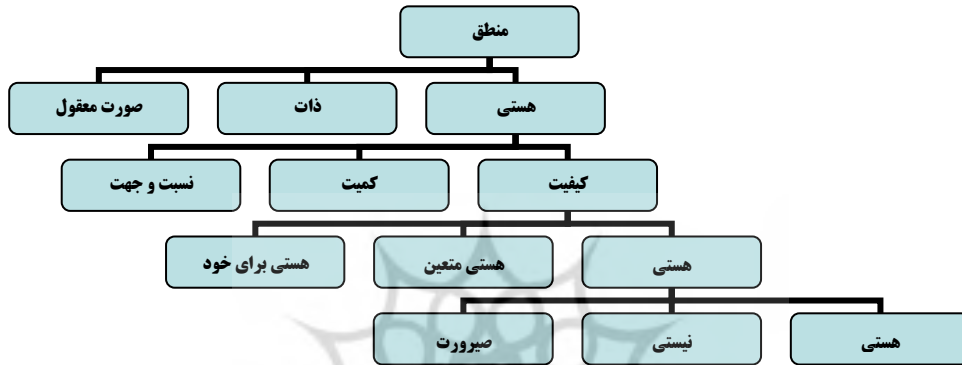 منطق
هستی
ذات
صورت معقول
کیفیت
کمیت
نسبت و جهت
هستی
هستی متعین
هستی برای خود
هستی
نیستی
صیرورت